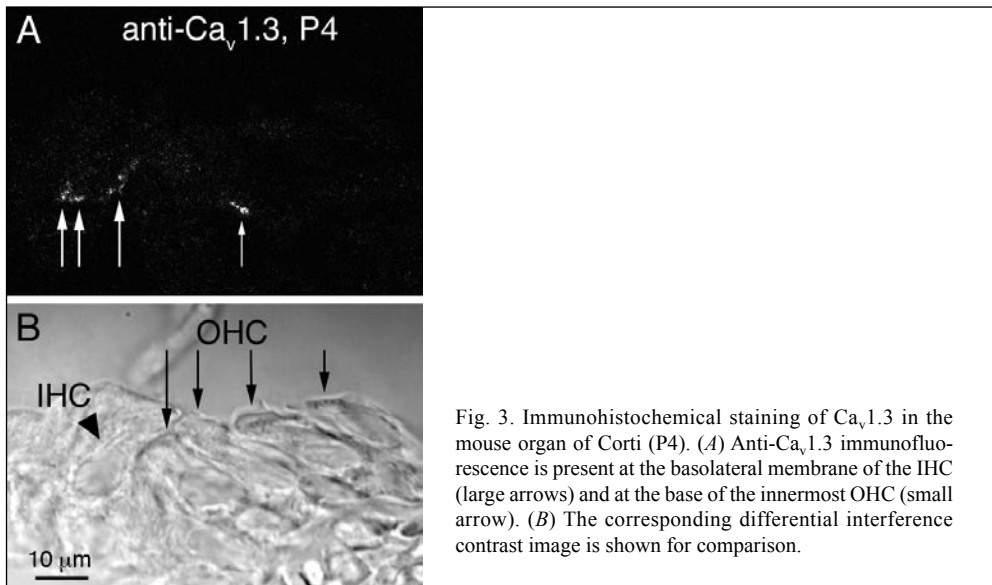 A
anti-Cav1.3, P4
B
OHC
IHC
10 μm
Fig. 3. Immunohistochemical staining of Cav1.3 in the
mouse organ of Corti (P4). (A) Anti-Cav1.3 immunofluo-
rescence is present at the basolateral membrane of the IHC
(large arrows) and at the base of the innermost OHC (small
arrow). (B) The corresponding differential interference
contrast image is shown for comparison.